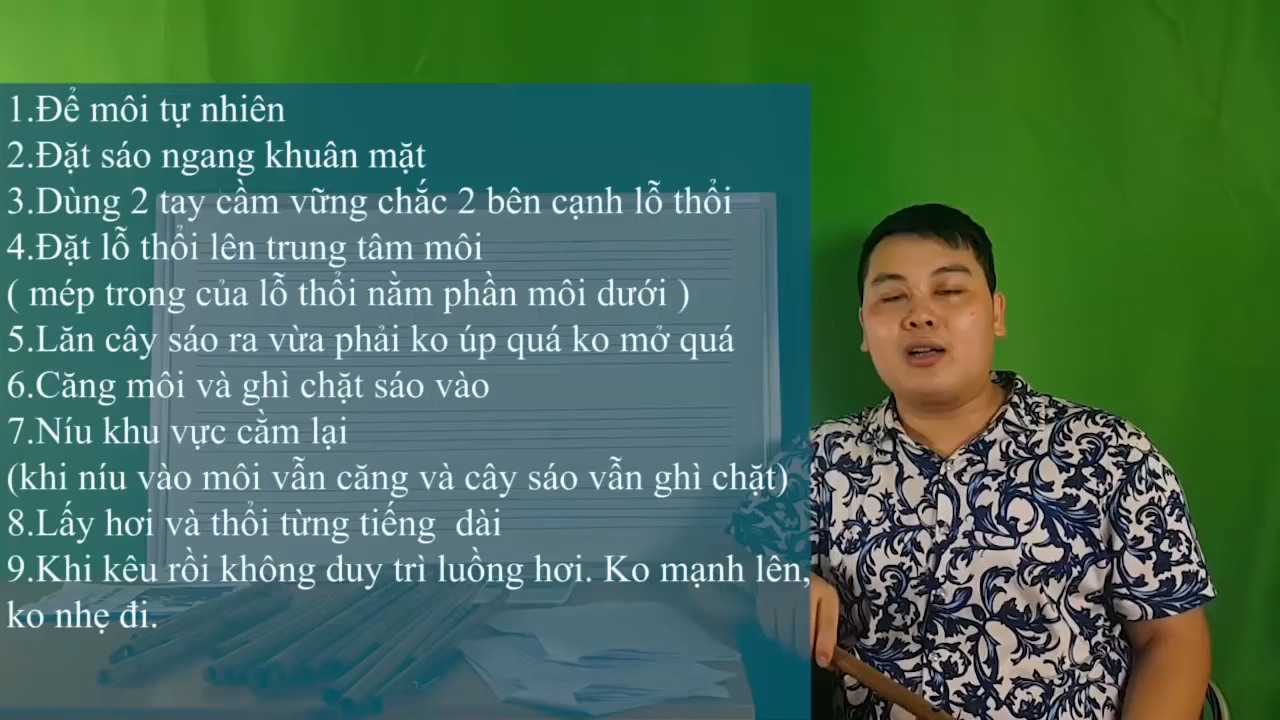 1.Để môi tự nhiên
2.Đặt sáo ngang khuân mặt
3.Dùng 2 tay cầm vững chắc 2 bên cạnh lỗ thổi
4.Đặt lỗ thổi lên trung tâm môi
( mép trong của lỗ thổi nằm phần môi dưới )
5.Lăn cây sáo ra vừa phải ko úp quá ko mở quá
6.Căng môi và ghì chặt sáo vào
7.Níu khu vực cằm lại
(khi níu vào môi vẫn căng và cây sáo vẫn ghì chặt)
8.Lấy hơi và thổi từng tiếng  dài
9.Khi kêu rồi không duy trì luồng hơi. Ko mạnh lên,
ko nhẹ đi.